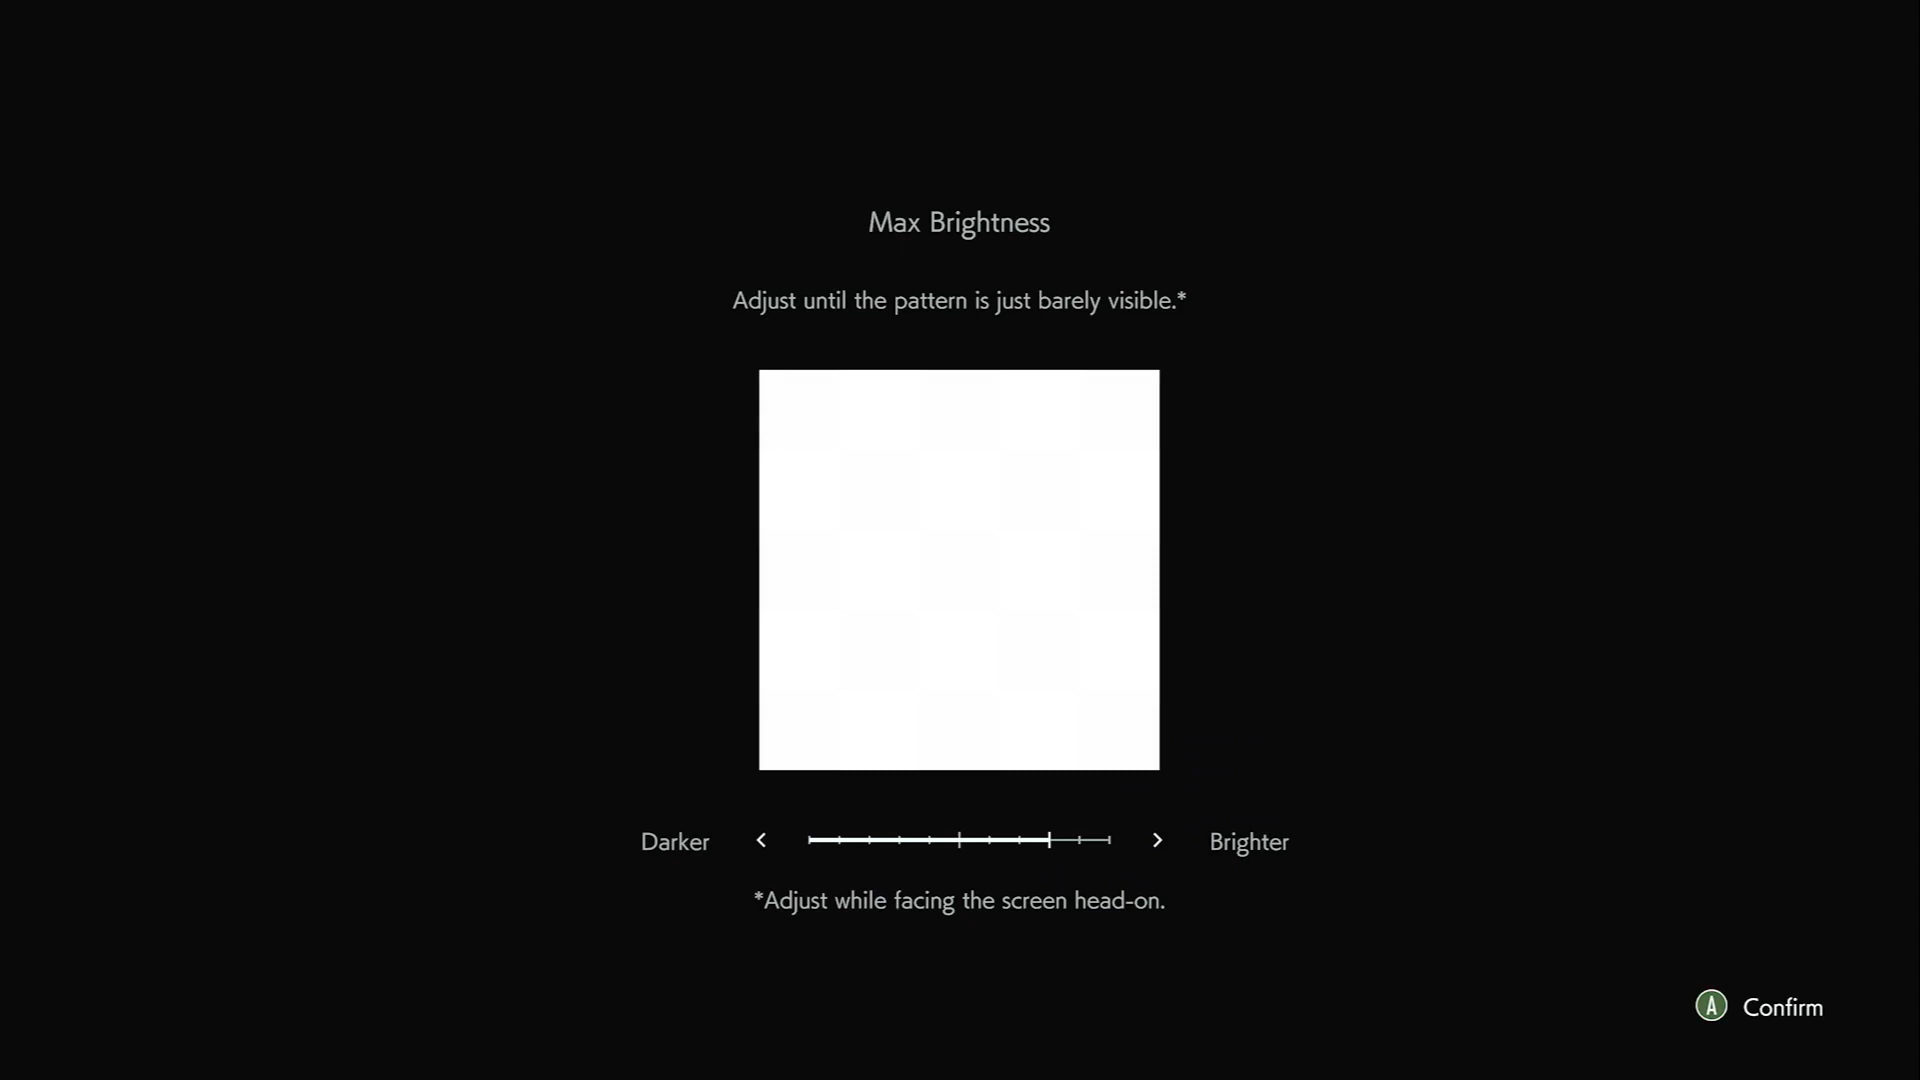 Max Brightness
Adjust until the pattern is just barely visible.*
Darker Brighter
*Adjust while facing the screen head-on.
A Confirm